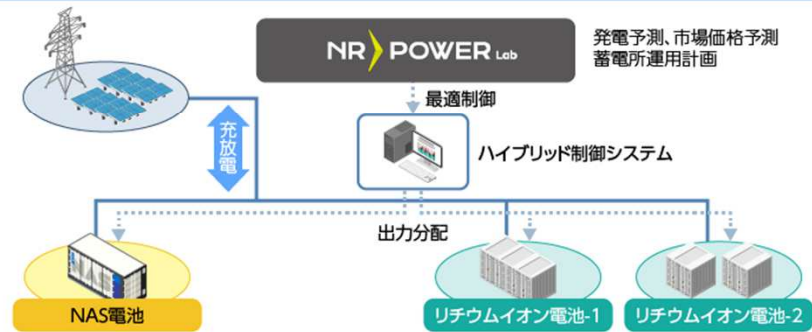 NR POWER Lab
発電予測、市場価格予測
蓄電所運用計画
最適制御
充放電
ハイブリッド制御システム
出力分配
NAS電池
リチウムイオン電池-1
リチウムイオン電池-2